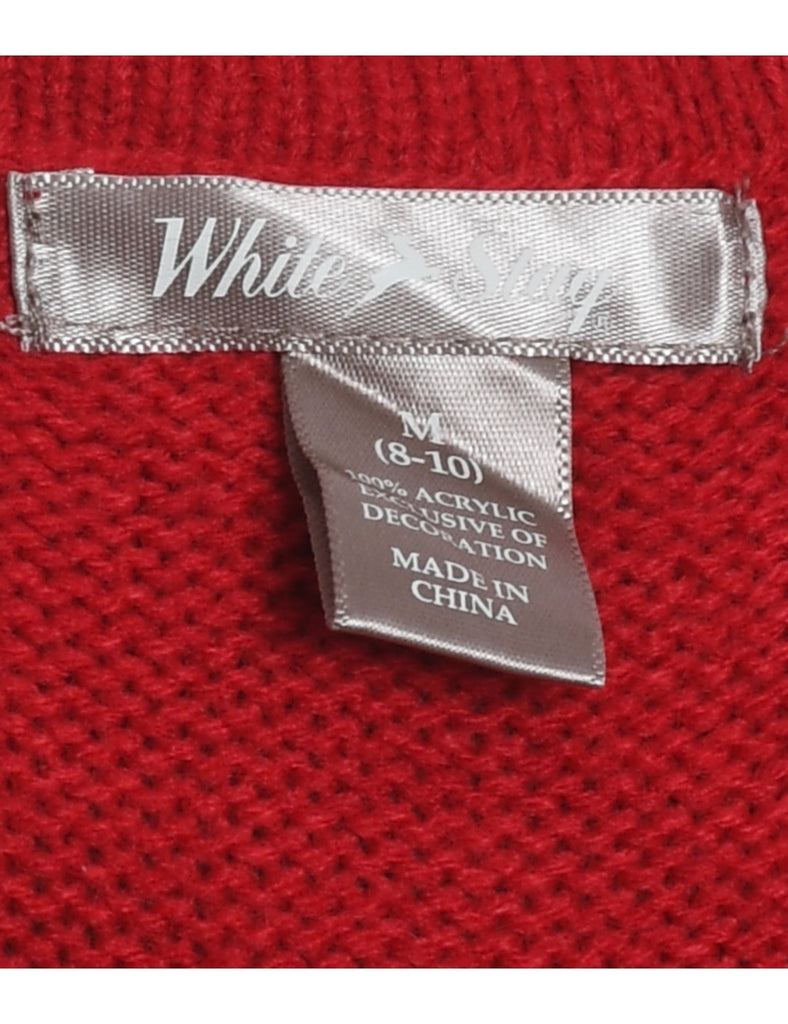 White Stag
M
(8-10)
100% ACRYLIC
EXCLUSIVE OF
DECORATION
MADE IN
CHINA